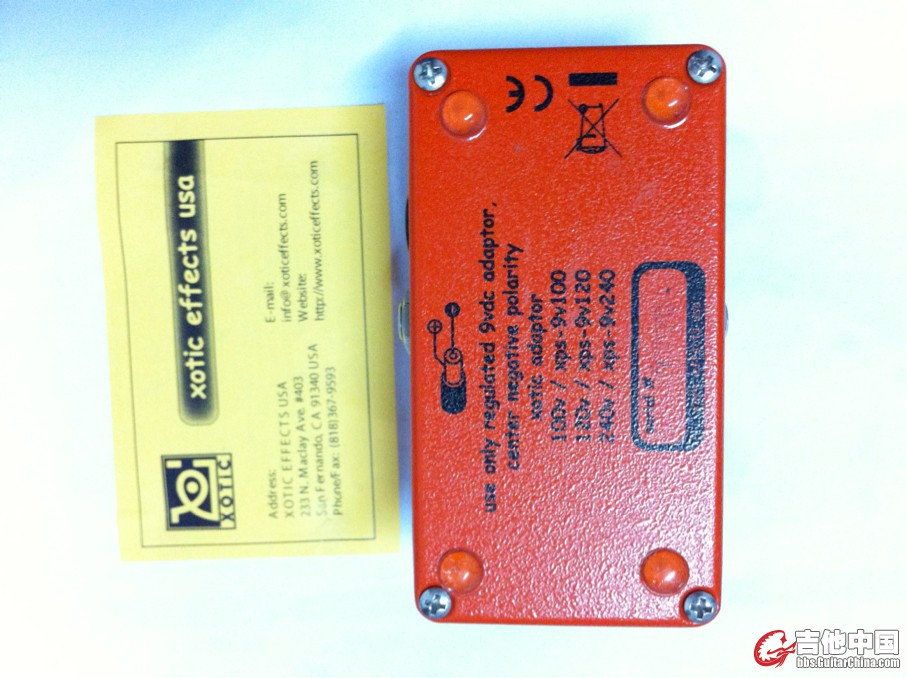 xotic effects usa
XOTIC
Address:
XOTIC EFFECTS USA
233 N. Maclay Ave. #403
San Fernando, CA 91340 USA
Phone/Fax: (818)367-9593
E-mail:
info@xoticeffects.com
Website:
http://www.xoticeffects.com
CE
use only regulated 9vdc adaptor,
center negative polarity
xotic adaptor
100v / xps-9v100
120v / xps-9v120
240v / xps-9v240
serial #
吉他中国
bbs.GuitarChina.com